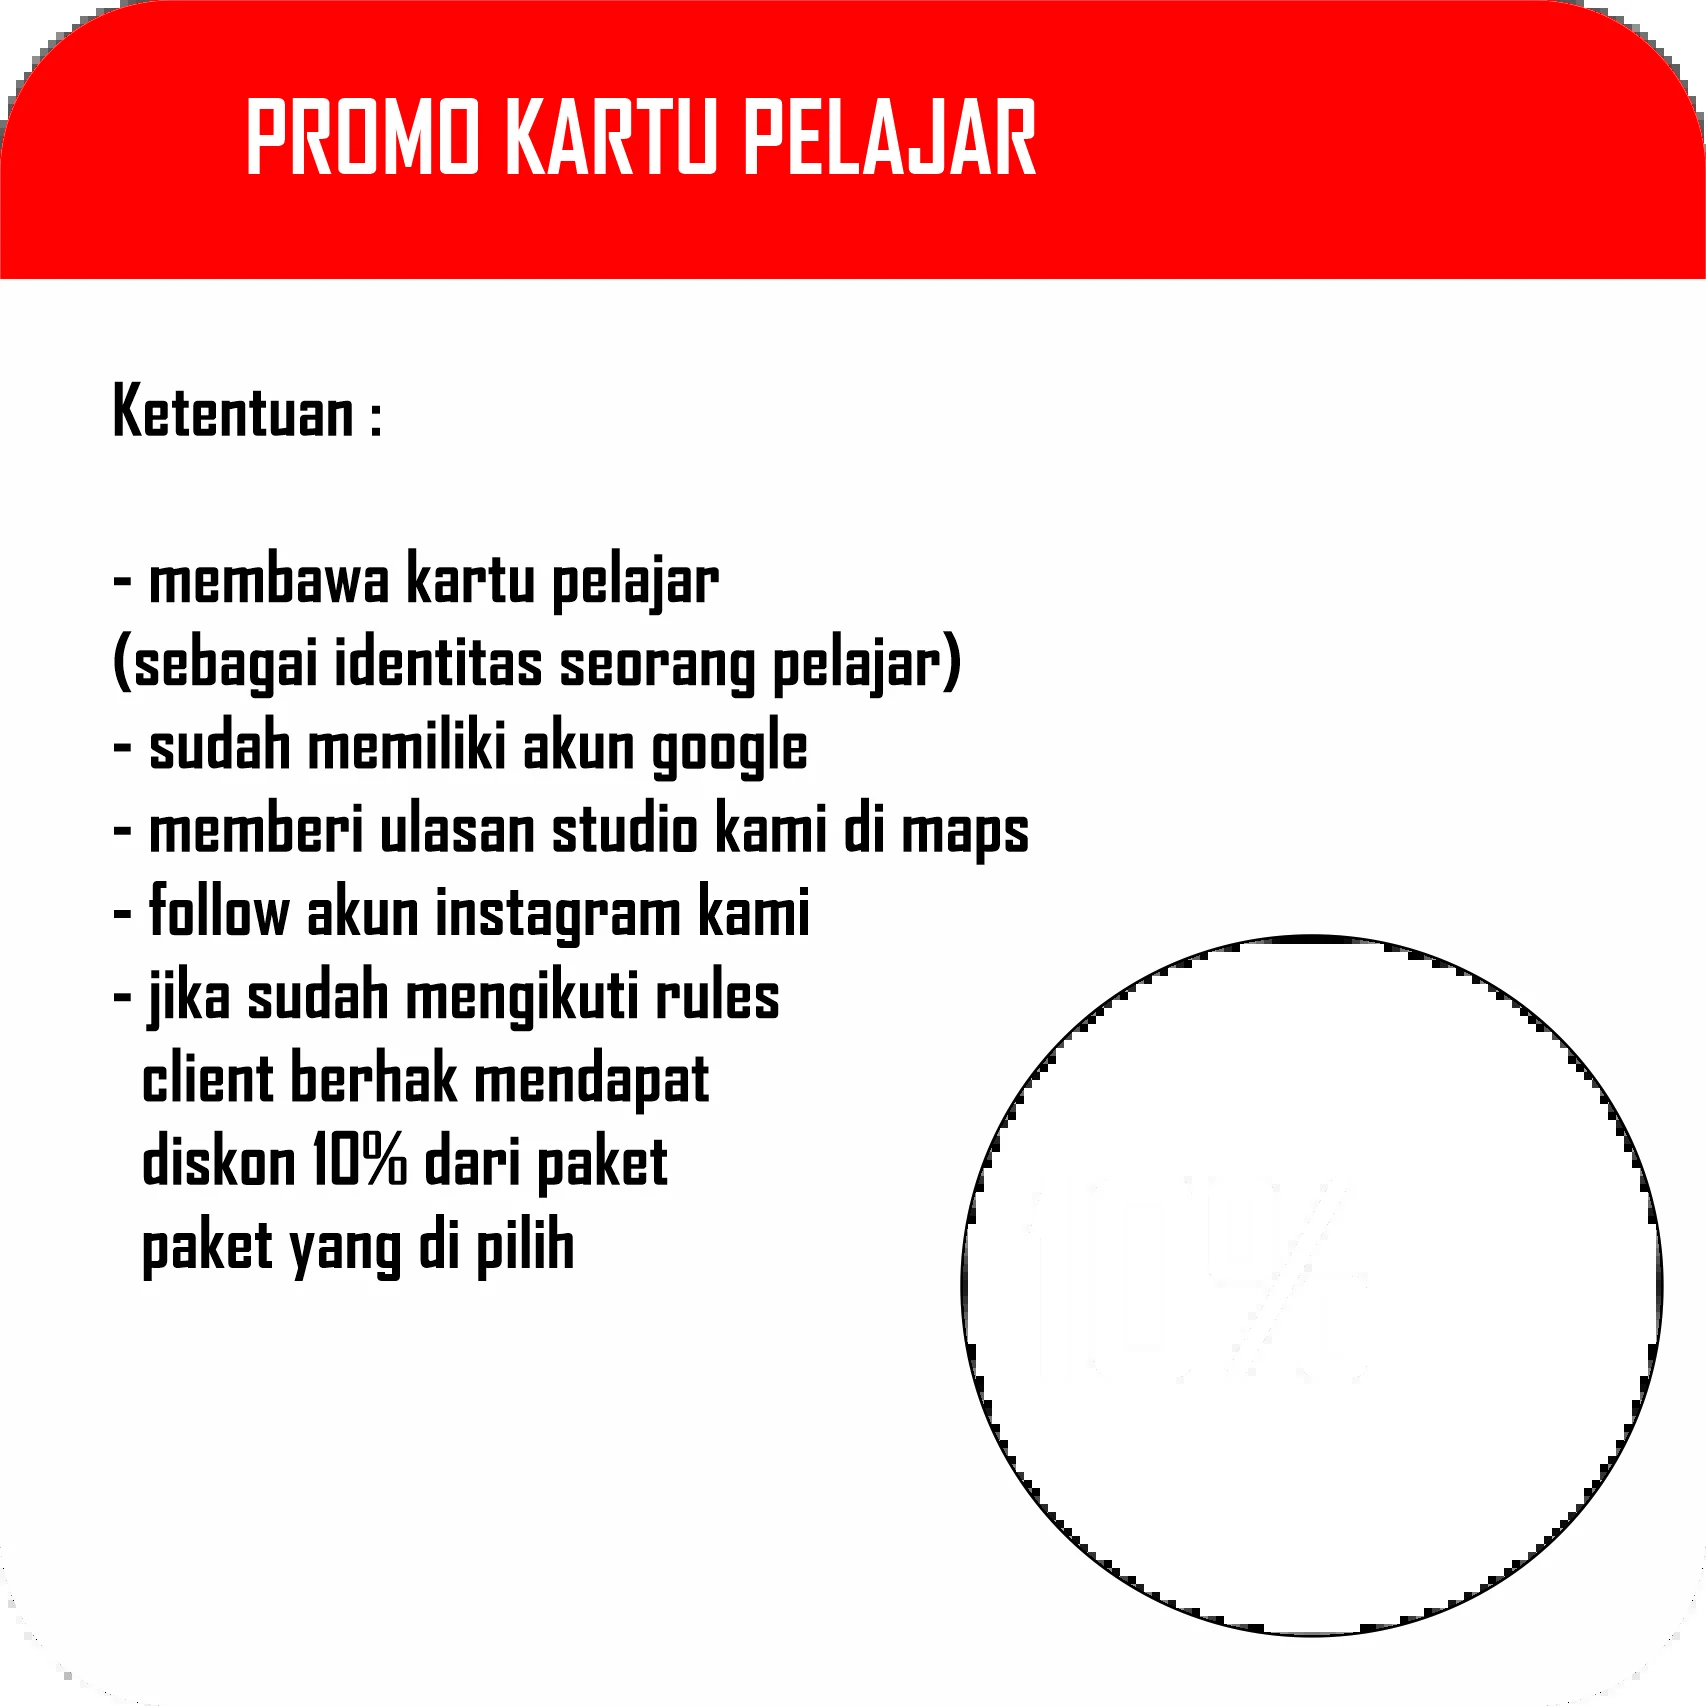 PROMO KARTU PELAJAR
Ketentuan :
- membawa kartu pelajar
(sebagai identitas seorang pelajar)
- sudah memiliki akun google
- memberi ulasan studio kami di maps
- follow akun instagram kami
- jika sudah mengikuti rules
client berhak mendapat
diskon 10% dari paket
paket yang di pilih
10%